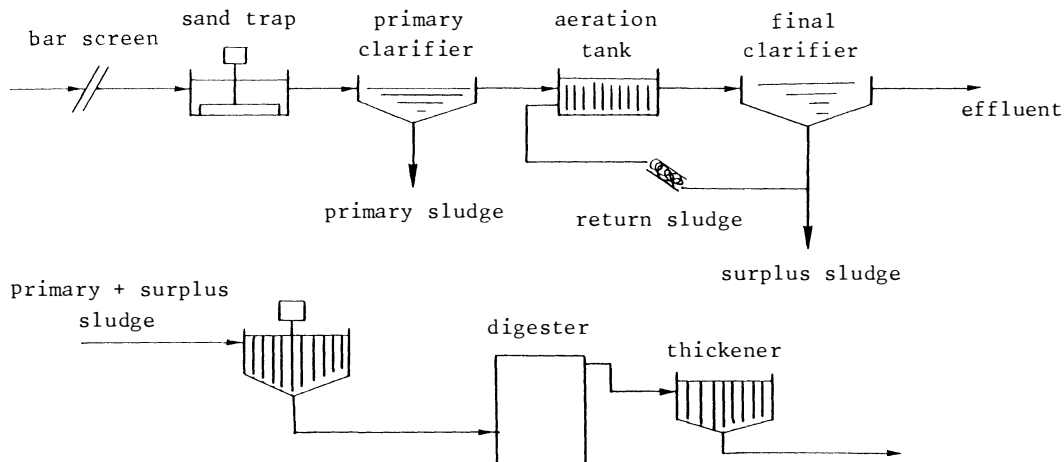 bar screen
sand trap
primary
clarifier
aeration
tank
final
clarifier
effluent
primary sludge
return sludge
surplus sludge
primary + surplus
sludge
digester
thickener